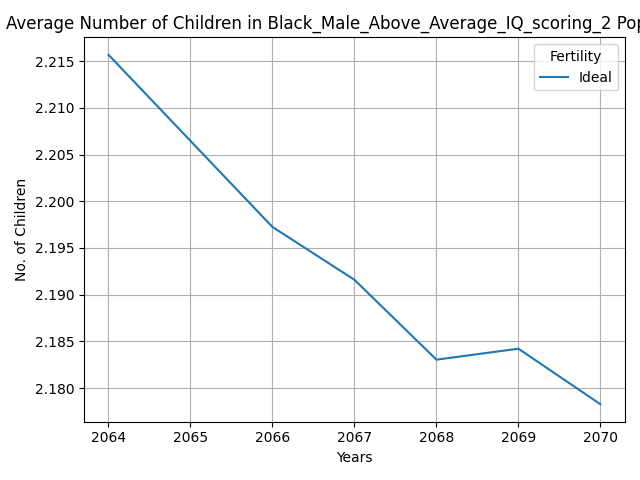 Average Number of Children in Black_Male_Above_Average_IQ_scoring_2 Pop
Fertility
Ideal
2.215
2.210
2.205
2.200
2.195
2.190
2.185
2.180
No. of Children
2064 2065 2066 2067 2068 2069 2070
Years